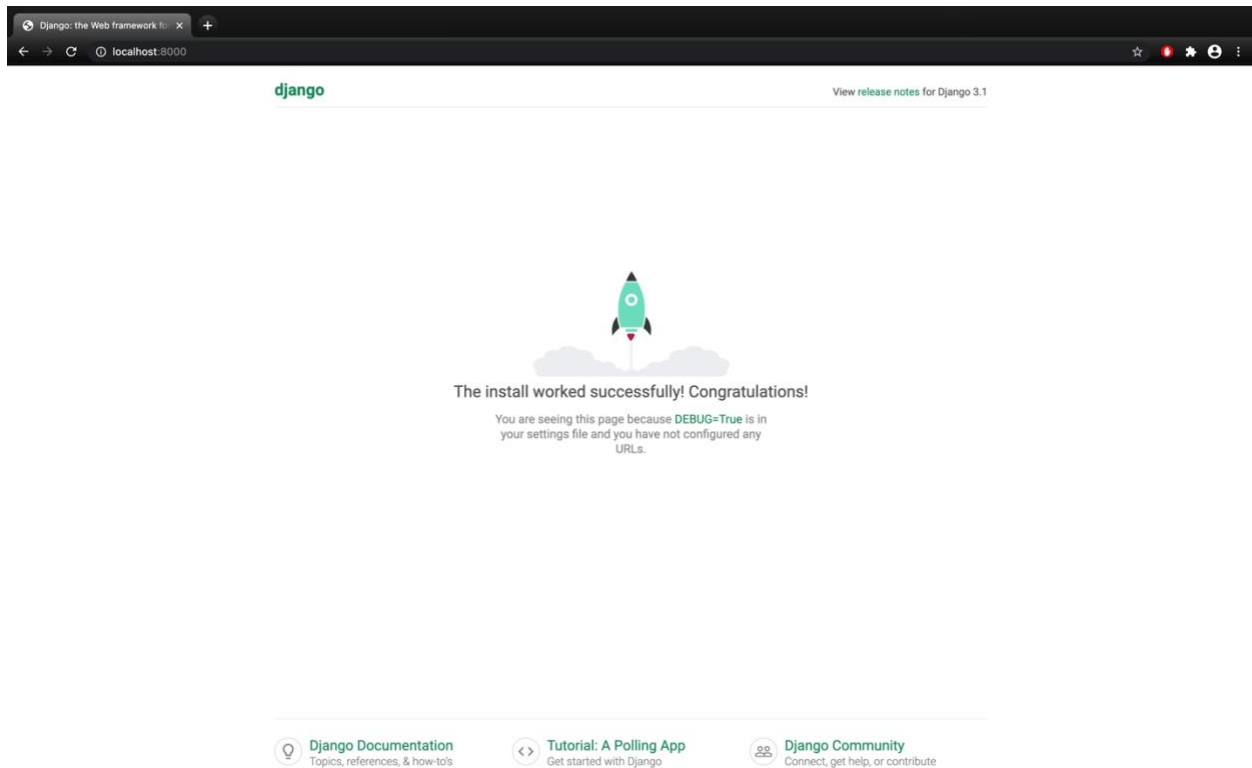 Django: the Web framework fo
localhost:8000
django
View release notes for Django 3.1
The install worked successfully! Congratulations!
You are seeing this page because DEBUG=True is in
your settings file and you have not configured any
URLs.
Django Documentation
Topics, references, & how-to's
Tutorial: A Polling App
Get started with Django
Django Community
Connect, get help, or contribute